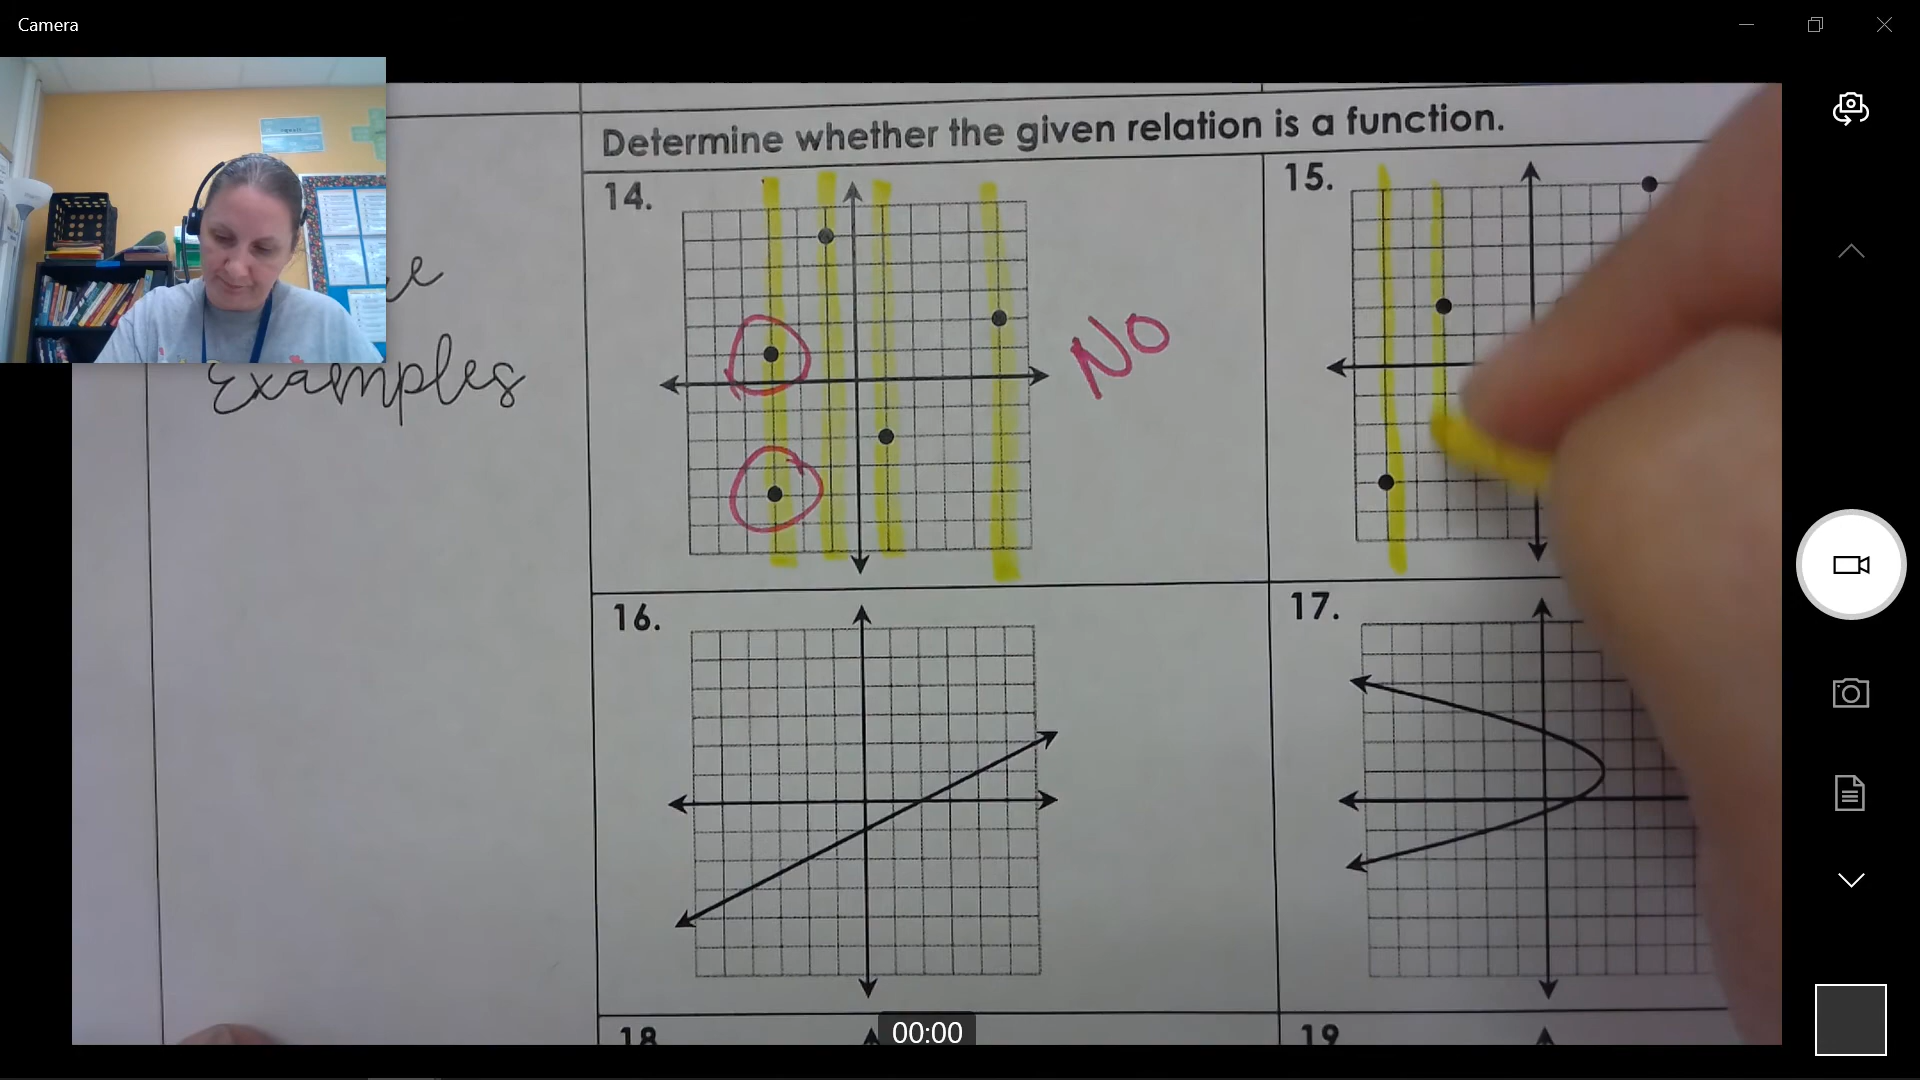 Camera
Determine whether the given relation is a function.
14.
15.
No
Examples
16.
17.
18
19
00:00